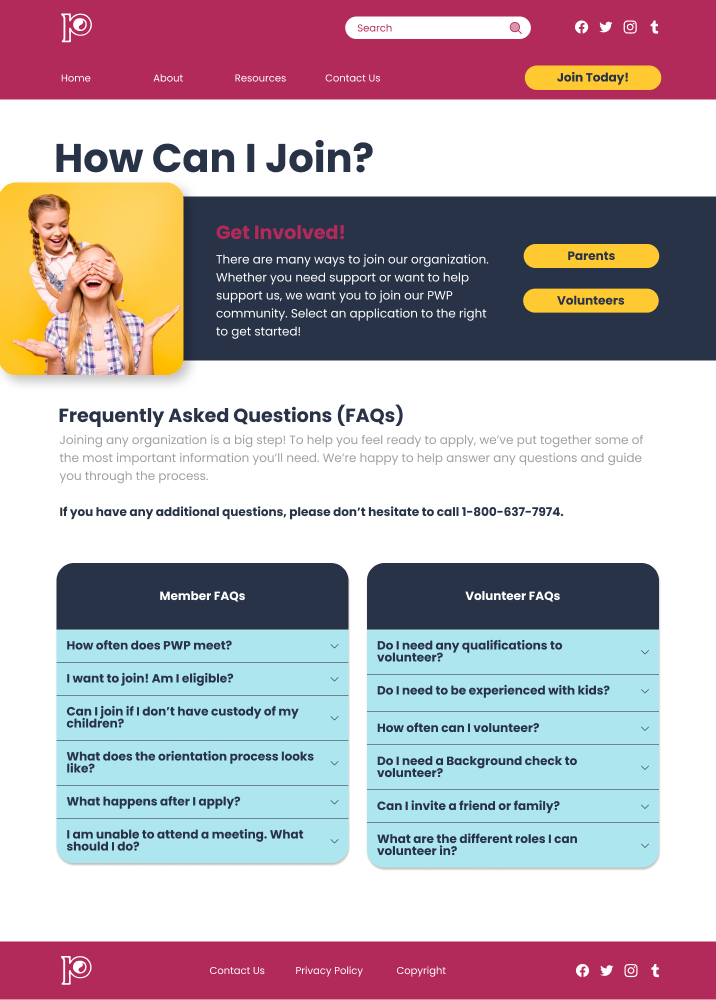 Search
Home
About
Resources
Contact Us
Join Today!
How Can I Join?
Get Involved!
There are many ways to join our organization.
Whether you need support or want to help
support us, we want you to join our PWP
community. Select an application to the right
to get started!
Parents
Volunteers
Frequently Asked Questions (FAQs)
Joining any organization is a big step! To help you feel ready to apply, we’ve put together some of
the most important information you’ll need. We’re happy to help answer any questions and guide
you through the process.
If you have any additional questions, please don’t hesitate to call 1-800-637-7974.
Member FAQs
How often does PWP meet?
I want to join! Am I eligible?
Can I join if I don’t have custody of my
children?
What does the orientation process looks
like?
What happens after I apply?
I am unable to attend a meeting. What
should I do?
Volunteer FAQs
Do I need any qualifications to
volunteer?
Do I need to be experienced with kids?
How often can I volunteer?
Do I need a Background check to
volunteer?
Can I invite a friend or family?
What are the different roles I can
volunteer in?
Contact Us
Privacy Policy
Copyright